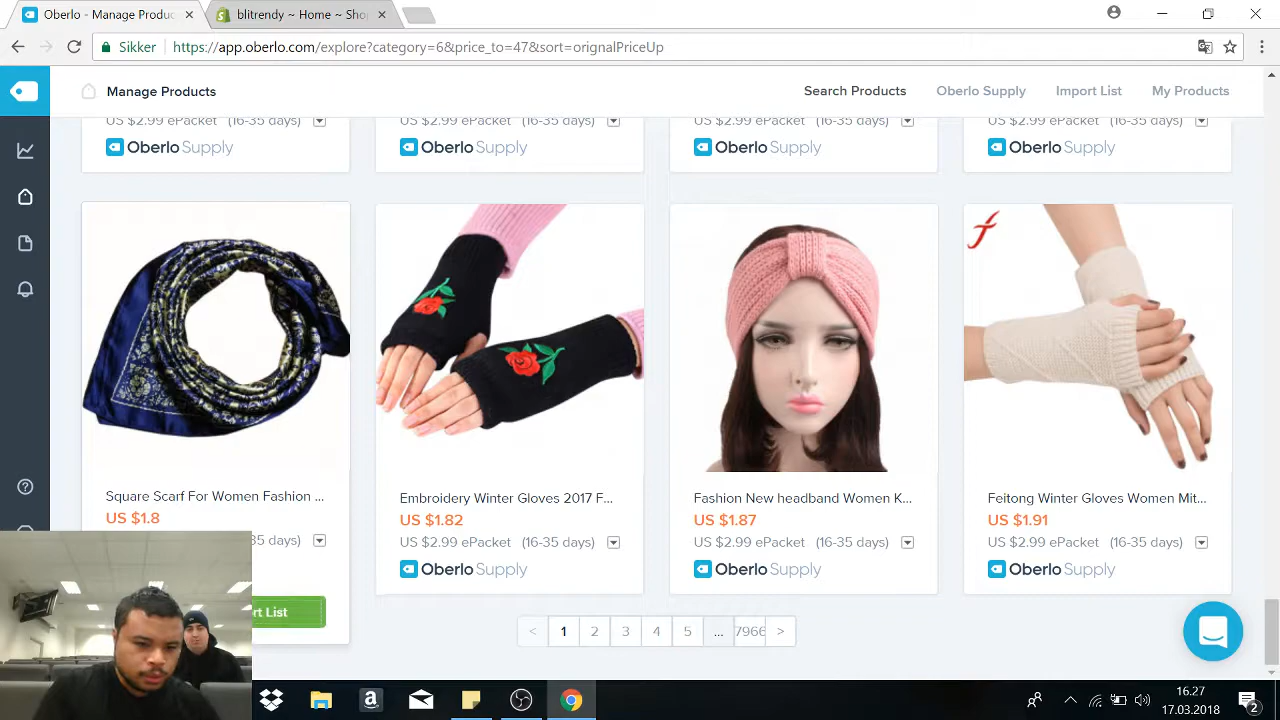 Oberlo - Manage Produc
blitendy ~ Home ~ Sho
Sikker
https://app.oberlo.com/explore?category=6&price_to=47&sort=orignalPriceUp
Manage Products
Search Products
Oberlo Supply
Import List
My Products
US $2.99 ePacket (16-35 days)
US $2.99 ePacket (16-35 days)
US $2.99 ePacket (16-35 days)
US $2.99 ePacket (16-35 days)
Oberlo Supply
Oberlo Supply
Oberlo Supply
Oberlo Supply
Square Scarf For Women Fashion ...
US $1.8
35 days)
rt List
Embroidery Winter Gloves 2017 F...
US $1.82
US $2.99 ePacket (16-35 days)
Oberlo Supply
Fashion New headband Women K...
US $1.87
US $2.99 ePacket (16-35 days)
Oberlo Supply
Feitong Winter Gloves Women Mit...
US $1.91
US $2.99 ePacket (16-35 days)
Oberlo Supply
< 1 2 3 4 5 ... 7966 >
16.27
17.03.2018
2